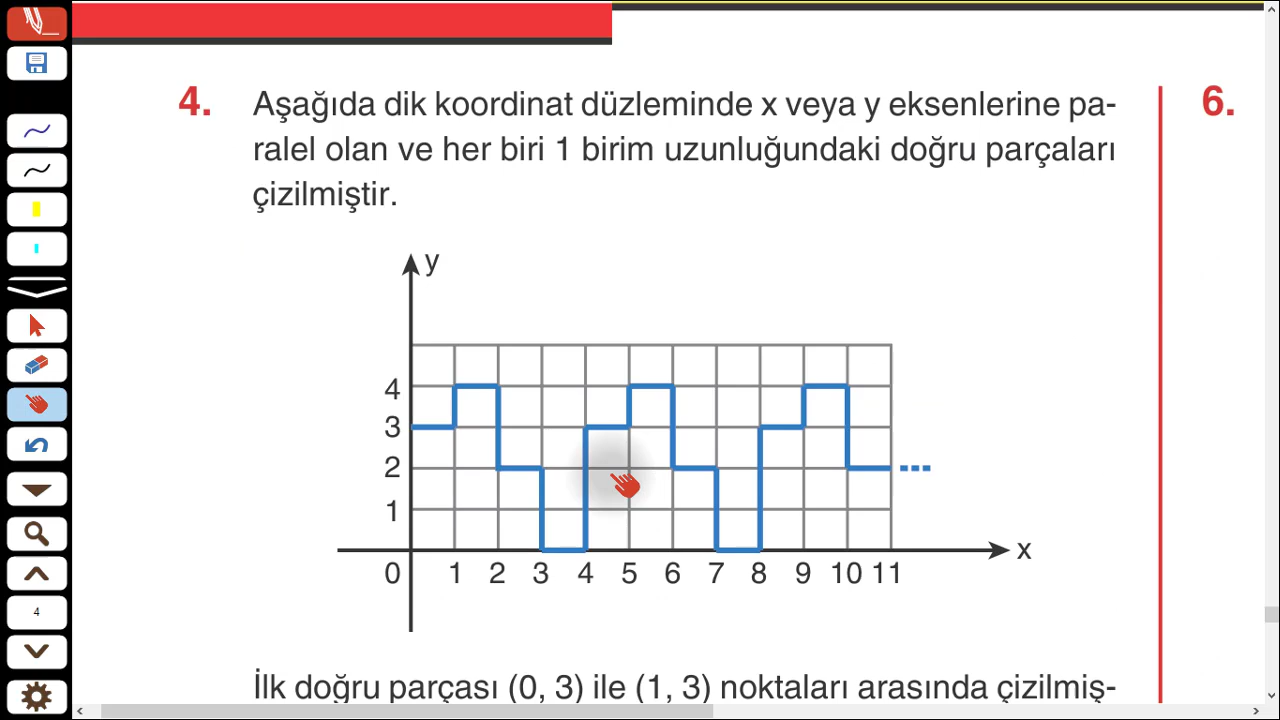 4. Aşağıda dik koordinat düzleminde x veya y eksenlerine pa-
ralel olan ve her biri 1 birim uzunluğundaki doğru parçaları
çizilmiştir.
6.
y
4
3
2
1
x
0 1 2 3 4 5 6 7 8 9 10 11
İlk doğru parçası (0, 3) ile (1, 3) noktaları arasında çizilmiş-
4